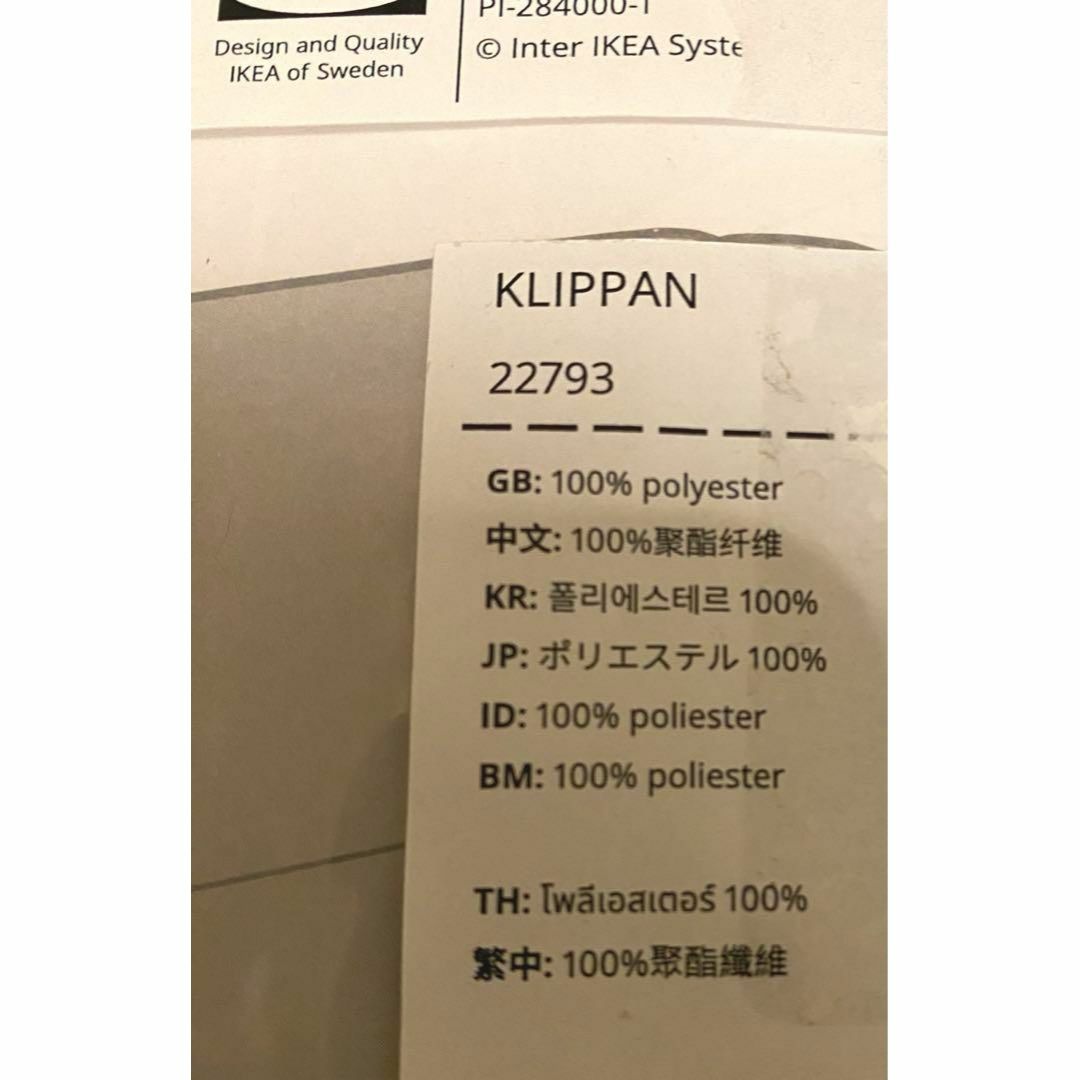 Design and Quality
IKEA of Sweden
PI-284000-1
© Inter IKEA Syste
KLIPPAN
22793
GB: 100% polyester
中文: 100%聚酯纤维
KR: 폴리에스테르 100%
JP: ポリエステル 100%
ID: 100% poliester
BM: 100% poliester
TH: โพลีเอสเตอร์ 100%
繁中: 100%聚酯纖維